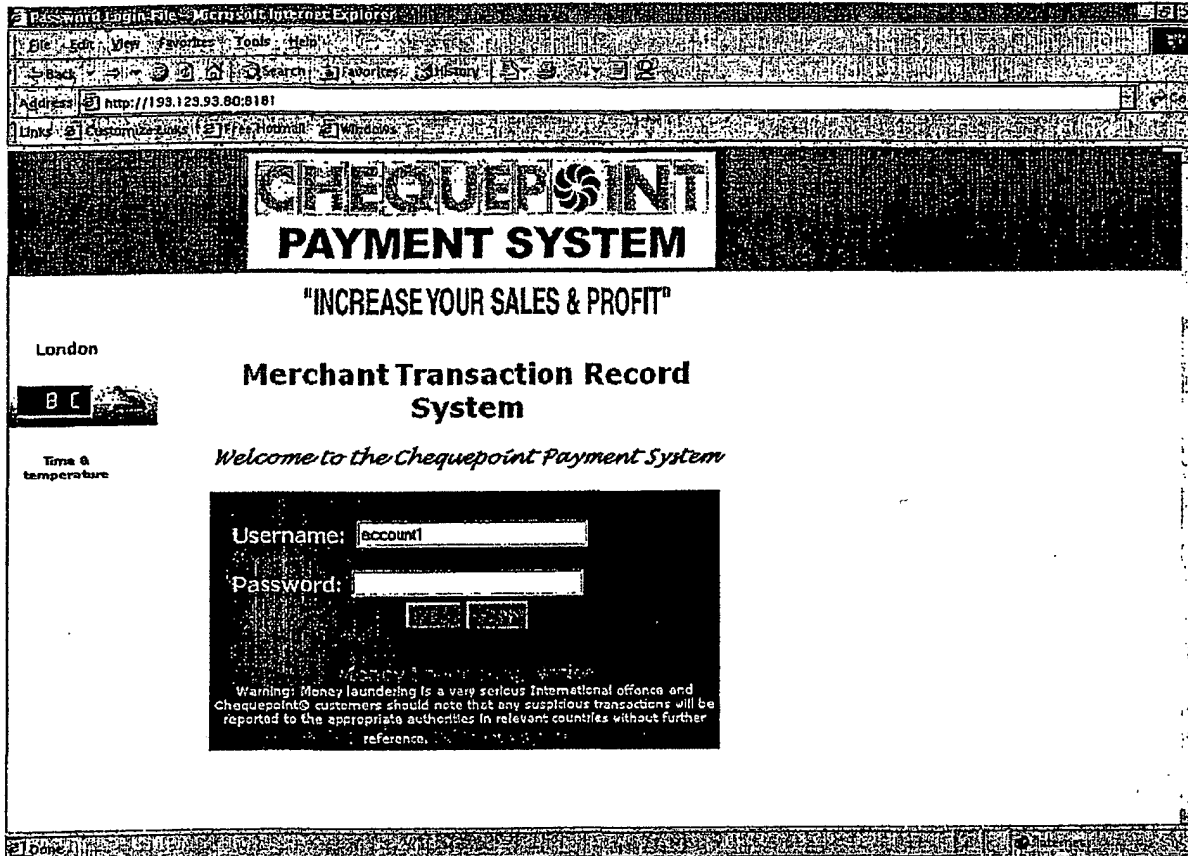 Password Login File - Microsoft Internet Explorer
File Edit View Favorites Tools Help
Back Search Favorites History
Address http://193.123.93.80:8181
Links Customize Links Free Hotmail Windows
CHEQUEPOINT
PAYMENT SYSTEM
"INCREASE YOUR SALES & PROFIT"
London
Merchant Transaction Record
System
Welcome to the Chequepoint Payment System
Time &
temperature
Username: account1
Password:
Money
Warning: Money laundering is a very serious International offence and
Chequepoint® customers should note that any suspicious transactions will be
reported to the appropriate authorities in relevant countries without further
reference.
Done
Internet